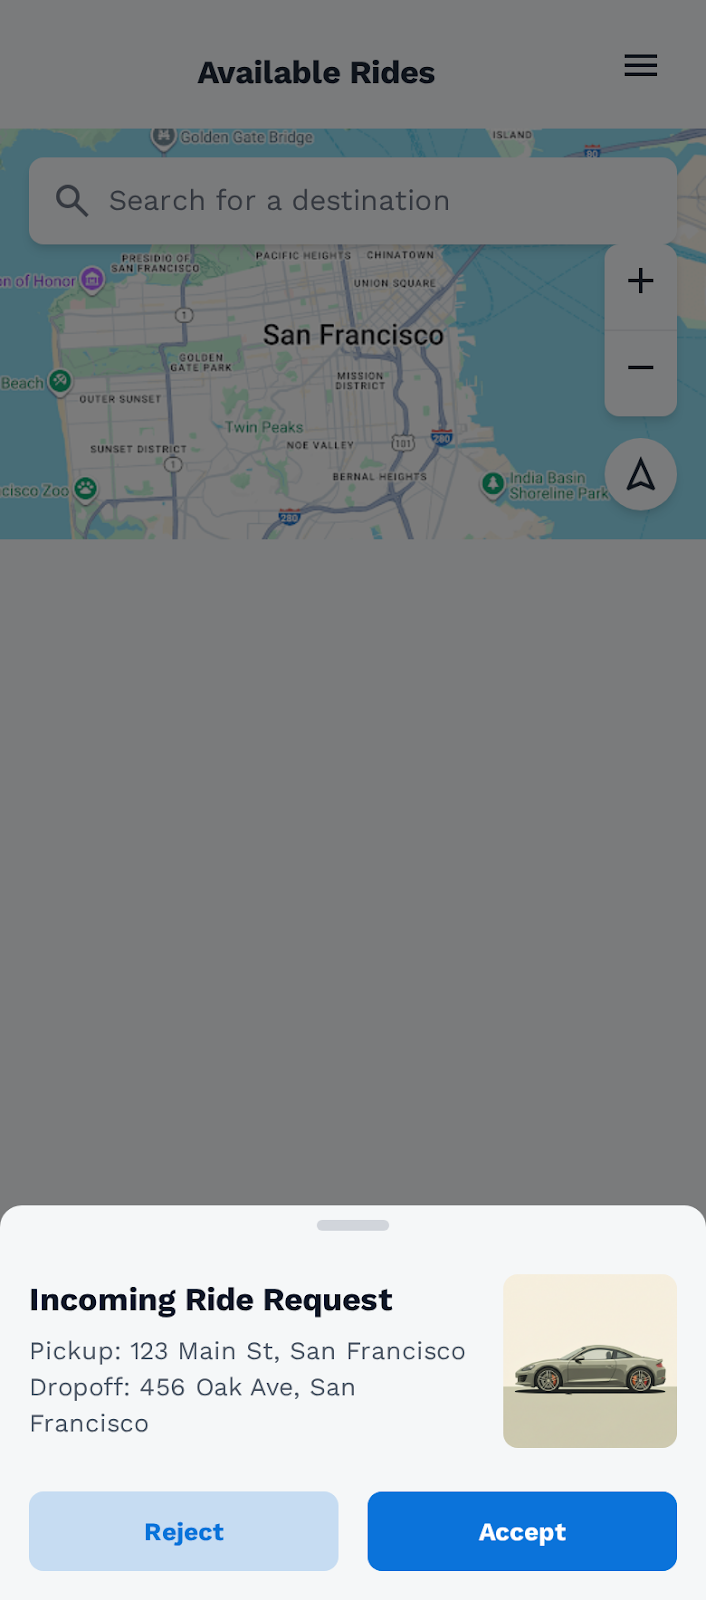 Available Rides
Golden Gate Bridge
ISLAND
80
Search for a destination
PRESIDIO OF
SAN FRANCISCO
PACIFIC HEIGHTS
CHINATOWN
n of Honor
UNION SQUARE
1
San Francisco
GOLDEN
GATE PARK
Beach
MISSION
DISTRICT
OUTER SUNSET
Twin Peaks
SUNSET DISTRICT
NOE VALLEY
101
280
1
BERNAL HEIGHTS
cisco Zoo
India Basin
Shoreline Park
280
Incoming Ride Request
Pickup: 123 Main St, San Francisco
Dropoff: 456 Oak Ave, San
Francisco
Reject
Accept